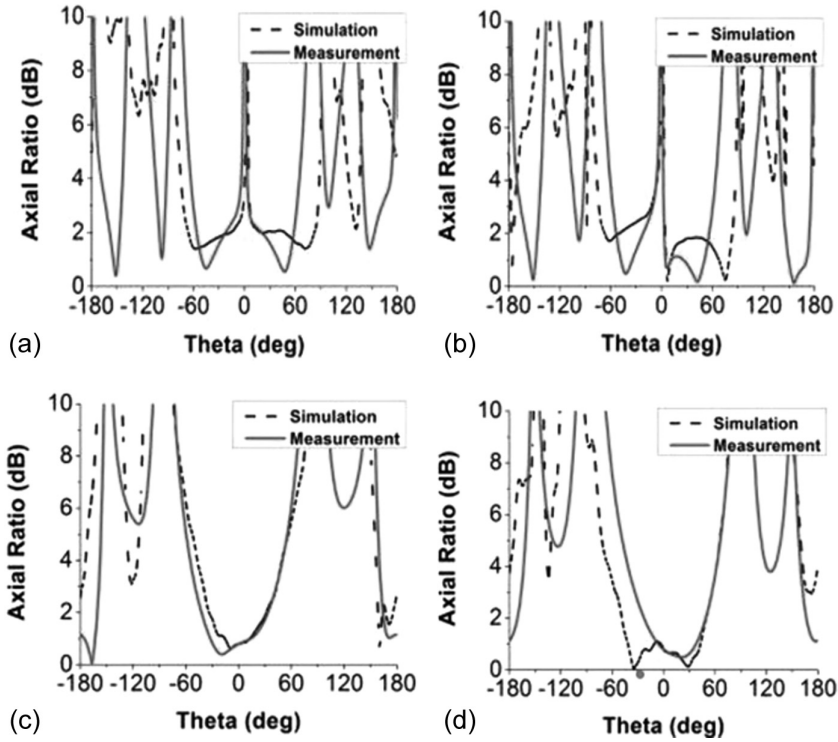 10
8
6
4
2
0
Axial Ratio (dB)
Simulation
Measurement
-180 -120 -60 0 60 120 180
Theta (deg)
(a)
10
8
6
4
2
0
Axial Ratio (dB)
Simulation
Measurement
-180 -120 -60 0 60 120 180
Theta (deg)
(b)
10
8
6
4
2
0
Axial Ratio (dB)
Simulation
Measurement
-180 -120 -60 0 60 120 180
Theta (deg)
(c)
10
8
6
4
2
0
Axial Ratio (dB)
Simulation
Measurement
-180 -120 -60 0 60 120 180
Theta (deg)
(d)